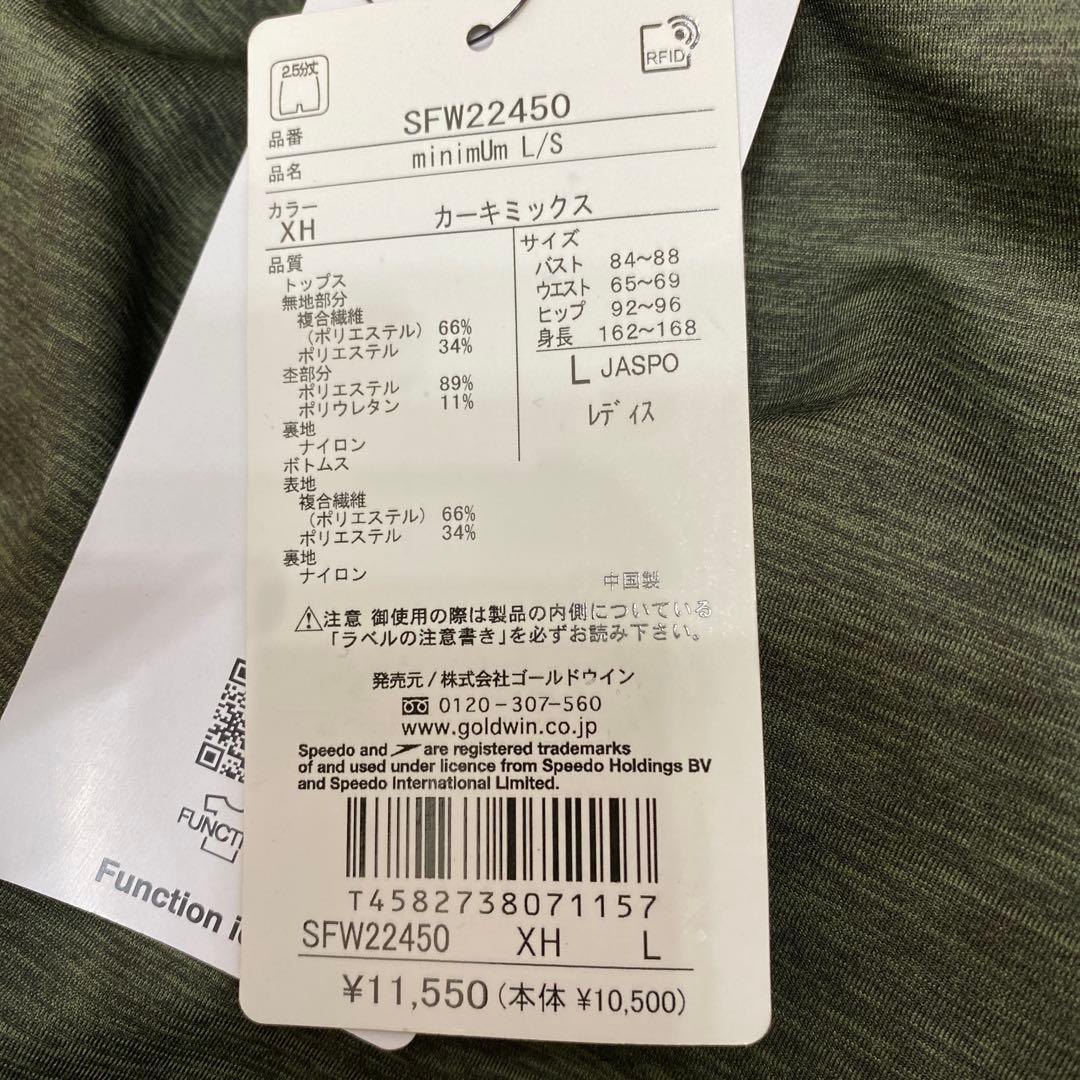 2.5分丈
RFID
品番 SFW22450
品名 minimUm L/S
カラー
XH カーキミックス
品質
トップス
無地部分
複合繊維
(ポリエステル) 66%
ポリエステル 34%
杢部分
ポリエステル 89%
ポリウレタン 11%
裏地
ナイロン
ボトムス
表地
複合繊維
(ポリエステル) 66%
ポリエステル 34%
裏地
ナイロン
サイズ
バスト 84~88
ウエスト 65~69
ヒップ 92~96
身長 162~168
L JASPO
レディス
中国製
⚠注意 御使用の際は製品の内側についている
「ラベルの注意書き」を必ずお読み下さい。
発売元/株式会社ゴールドウイン
0120-307-560
www.goldwin.co.jp
Speedo and are registered trademarks
of and used under licence from Speedo Holdings BV
and Speedo International Limited.
T4582738071157
SFW22450 XH L
¥11,550(本体 ¥10,500)
FUNCT
Function